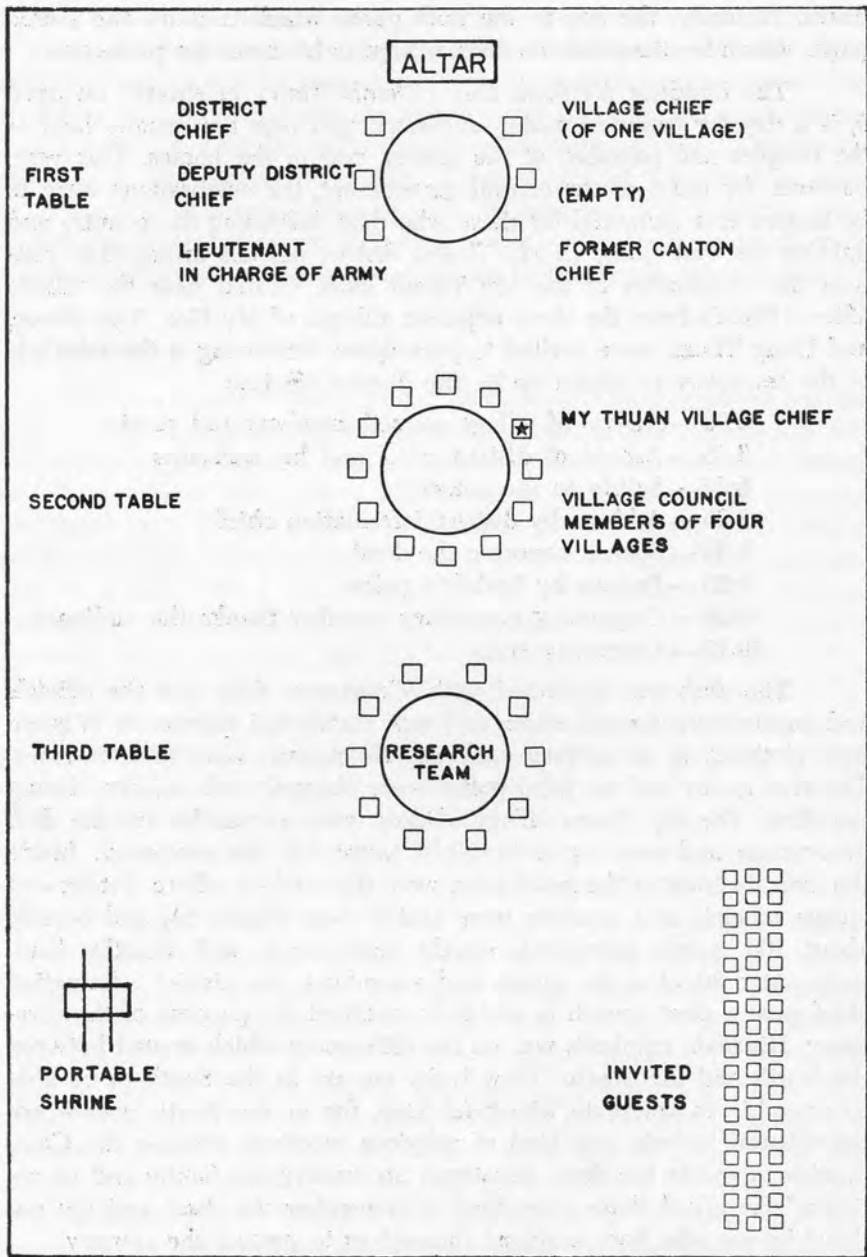 ALTAR
DISTRICT
CHIEF
VILLAGE CHIEF
(OF ONE VILLAGE)
FIRST
TABLE
DEPUTY DISTRICT
CHIEF
(EMPTY)
LIEUTENANT
IN CHARGE OF ARMY
FORMER CANTON
CHIEF
MY THUAN VILLAGE CHIEF
SECOND TABLE
VILLAGE COUNCIL
MEMBERS OF FOUR
VILLAGES
THIRD TABLE
RESEARCH
TEAM
PORTABLE
SHRINE
INVITED
GUESTS